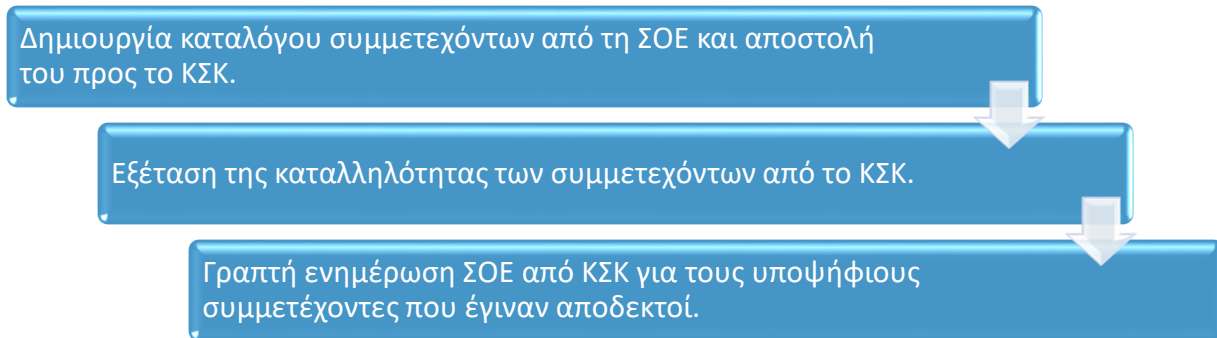 Δημιουργία καταλόγου συμμετεχόντων από τη ΣΟΕ και αποστολή
του προς το ΚΣΚ.
Εξέταση της καταλληλότητας των συμμετεχόντων από το ΚΣΚ.
Γραπτή ενημέρωση ΣΟΕ από ΚΣΚ για τους υποψήφιους
συμμετέχοντες που έγιναν αποδεκτοί.